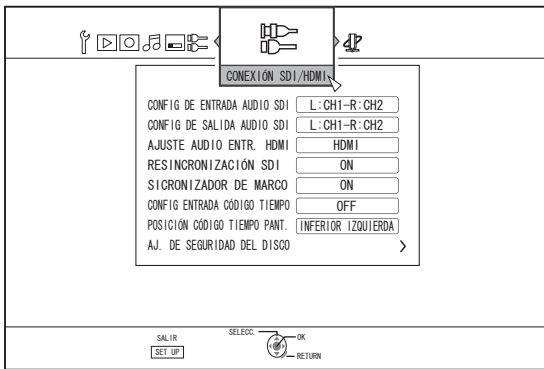 CONEXIÓN SDI/HDMI
CONFIG DE ENTRADA AUDIO SDI L:CH1-R:CH2
CONFIG DE SALIDA AUDIO SDI L:CH1-R:CH2
AJUSTE AUDIO ENTR. HDMI HDMI
RESINCRONIZACIÓN SDI ON
SICRONIZADOR DE MARCO ON
CONFIG ENTRADA CÓDIGO TIEMPO OFF
POSICIÓN CÓDIGO TIEMPO PANT. INFERIOR IZQUIERDA
AJ. DE SEGURIDAD DEL DISCO
SALIR
SET UP
SELECC.
OK
RETURN